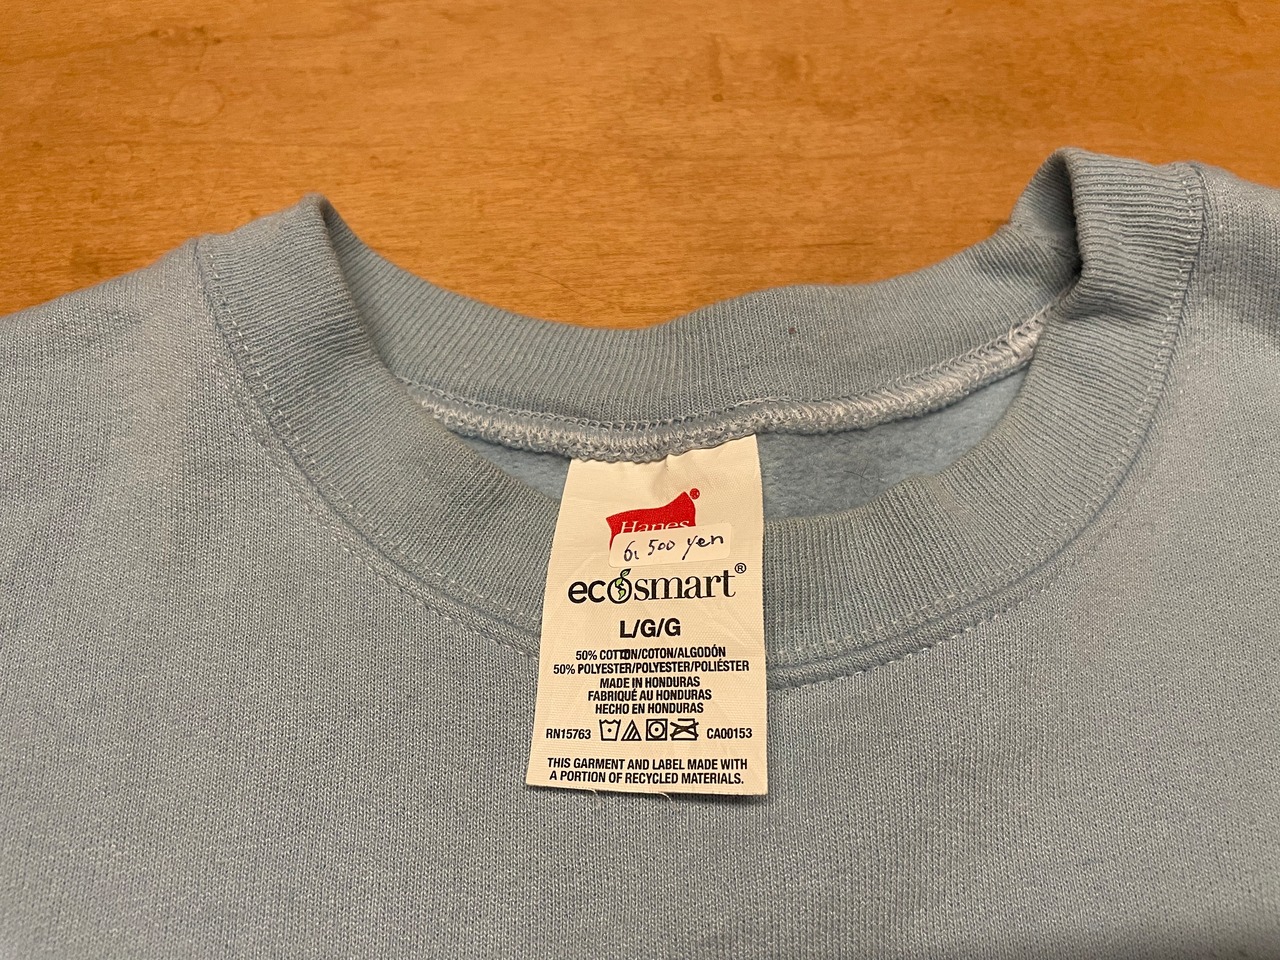 Hanes®
6,500 yen
ecosmart®
L/G/G
50% COTTON/COTON/ALGODÓN
50% POLYESTER/POLYESTER/POLIÉSTER
MADE IN HONDURAS
FABRIQUÉ AU HONDURAS
HECHO EN HONDURAS
RN15763 CA00153
THIS GARMENT AND LABEL MADE WITH
A PORTION OF RECYCLED MATERIALS.